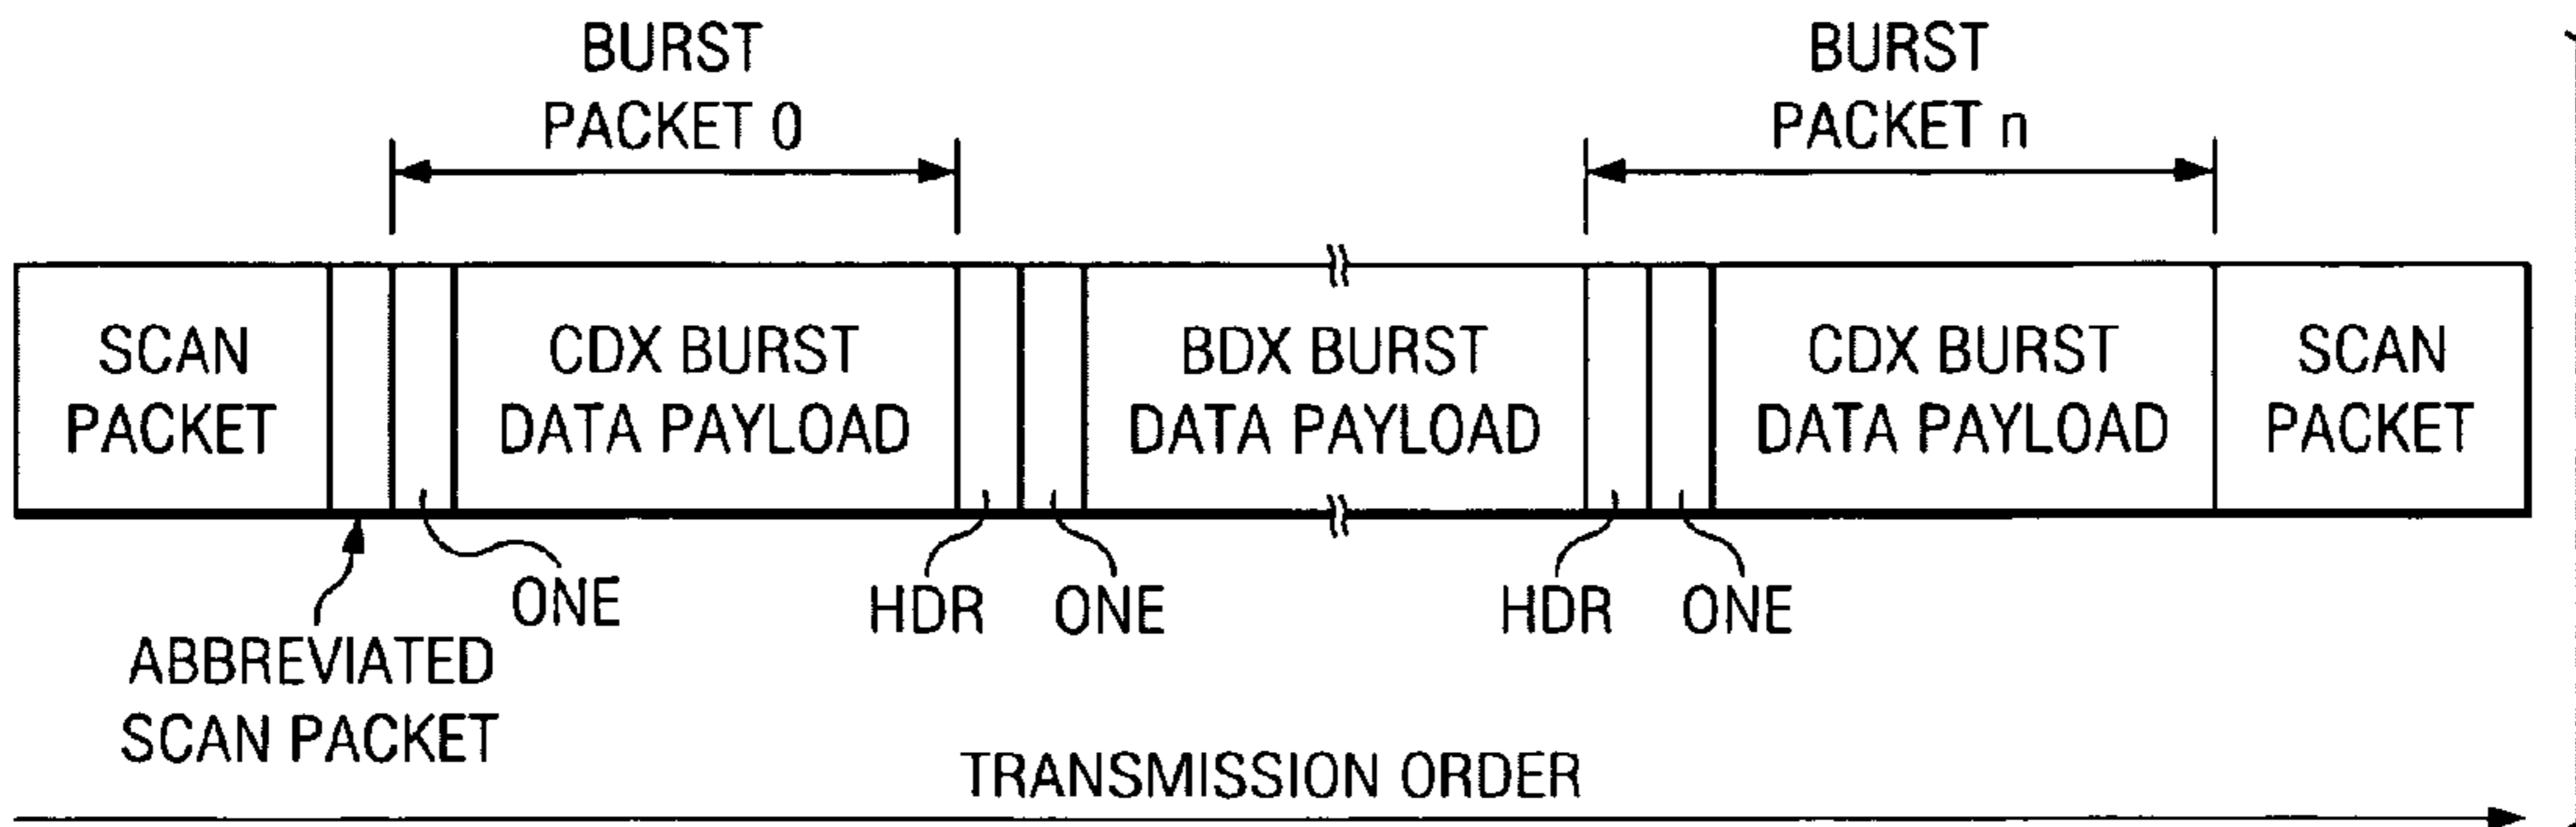 BURST
PACKET 0
BURST
PACKET n
SCAN
PACKET
CDX BURST
DATA PAYLOAD
BDX BURST
DATA PAYLOAD
CDX BURST
DATA PAYLOAD
SCAN
PACKET
ONE
HDR
ONE
HDR
ONE
ABBREVIATED
SCAN PACKET
TRANSMISSION ORDER